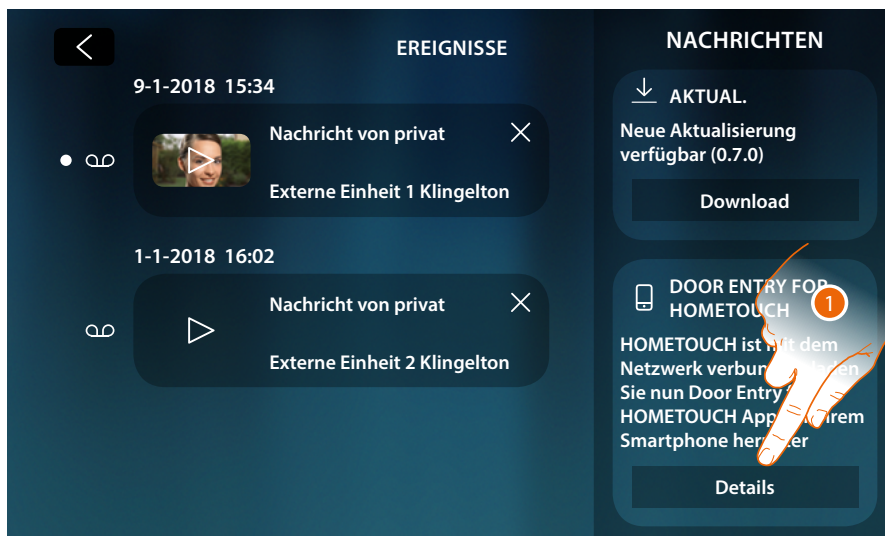 EREIGNISSE
9-1-2018 15:34
Nachricht von privat
Externe Einheit 1 Klingelton
1-1-2018 16:02
Nachricht von privat
Externe Einheit 2 Klingelton
NACHRICHTEN
AKTUAL.
Neue Aktualisierung
verfügbar (0.7.0)
Download
DOOR ENTRY FOR
HOMETOUCH
1
HOMETOUCH ist mit dem
Netzwerk
Sie nun Door Entry
HOMETOUCH App
Smartphone
Details